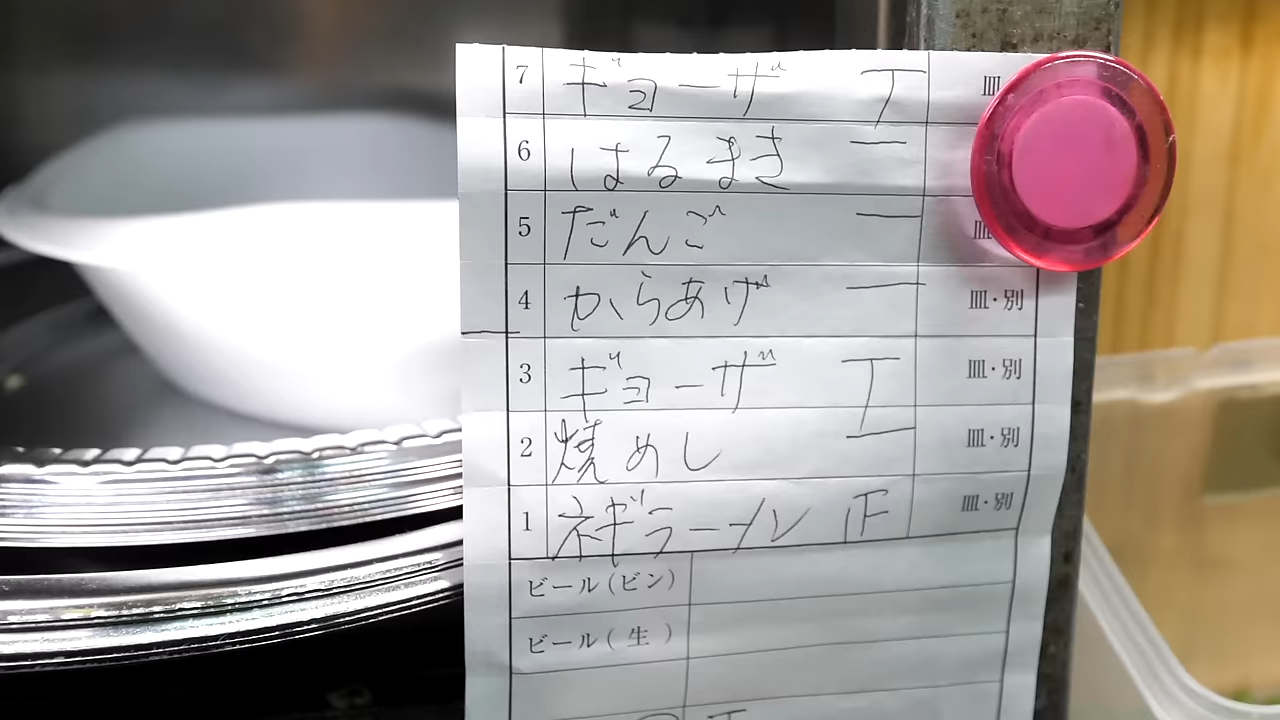 7 ギョーザ 丅 皿
6 はるまき 一
5 だんご 一 皿
4 からあげ 一 皿・別
3 ギョーザ 丅 皿・別
2 焼めし 一 皿・別
1 ネギラーメン 正 皿・別
ビール(ビン)
ビール(生)